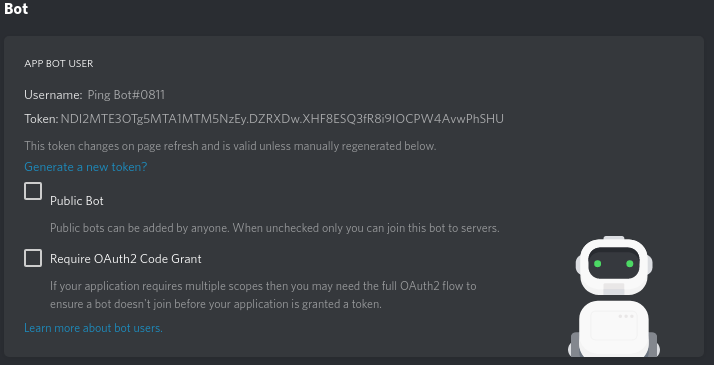 Bot
APP BOT USER
Username: Ping Bot#0811
Token: NDI2MTE3OTg5MTA1MTM5NzEy.DZRXDw.XHF8ESQ3fR8i9IOCPW4AvwPhSHU
This token changes on page refresh and is valid unless manually regenerated below.
Generate a new token?
Public Bot
Public bots can be added by anyone. When unchecked only you can join this bot to servers.
Require OAuth2 Code Grant
If your application requires multiple scopes then you may need the full OAuth2 flow to
ensure a bot doesn't join before your application is granted a token.
Learn more about bot users.